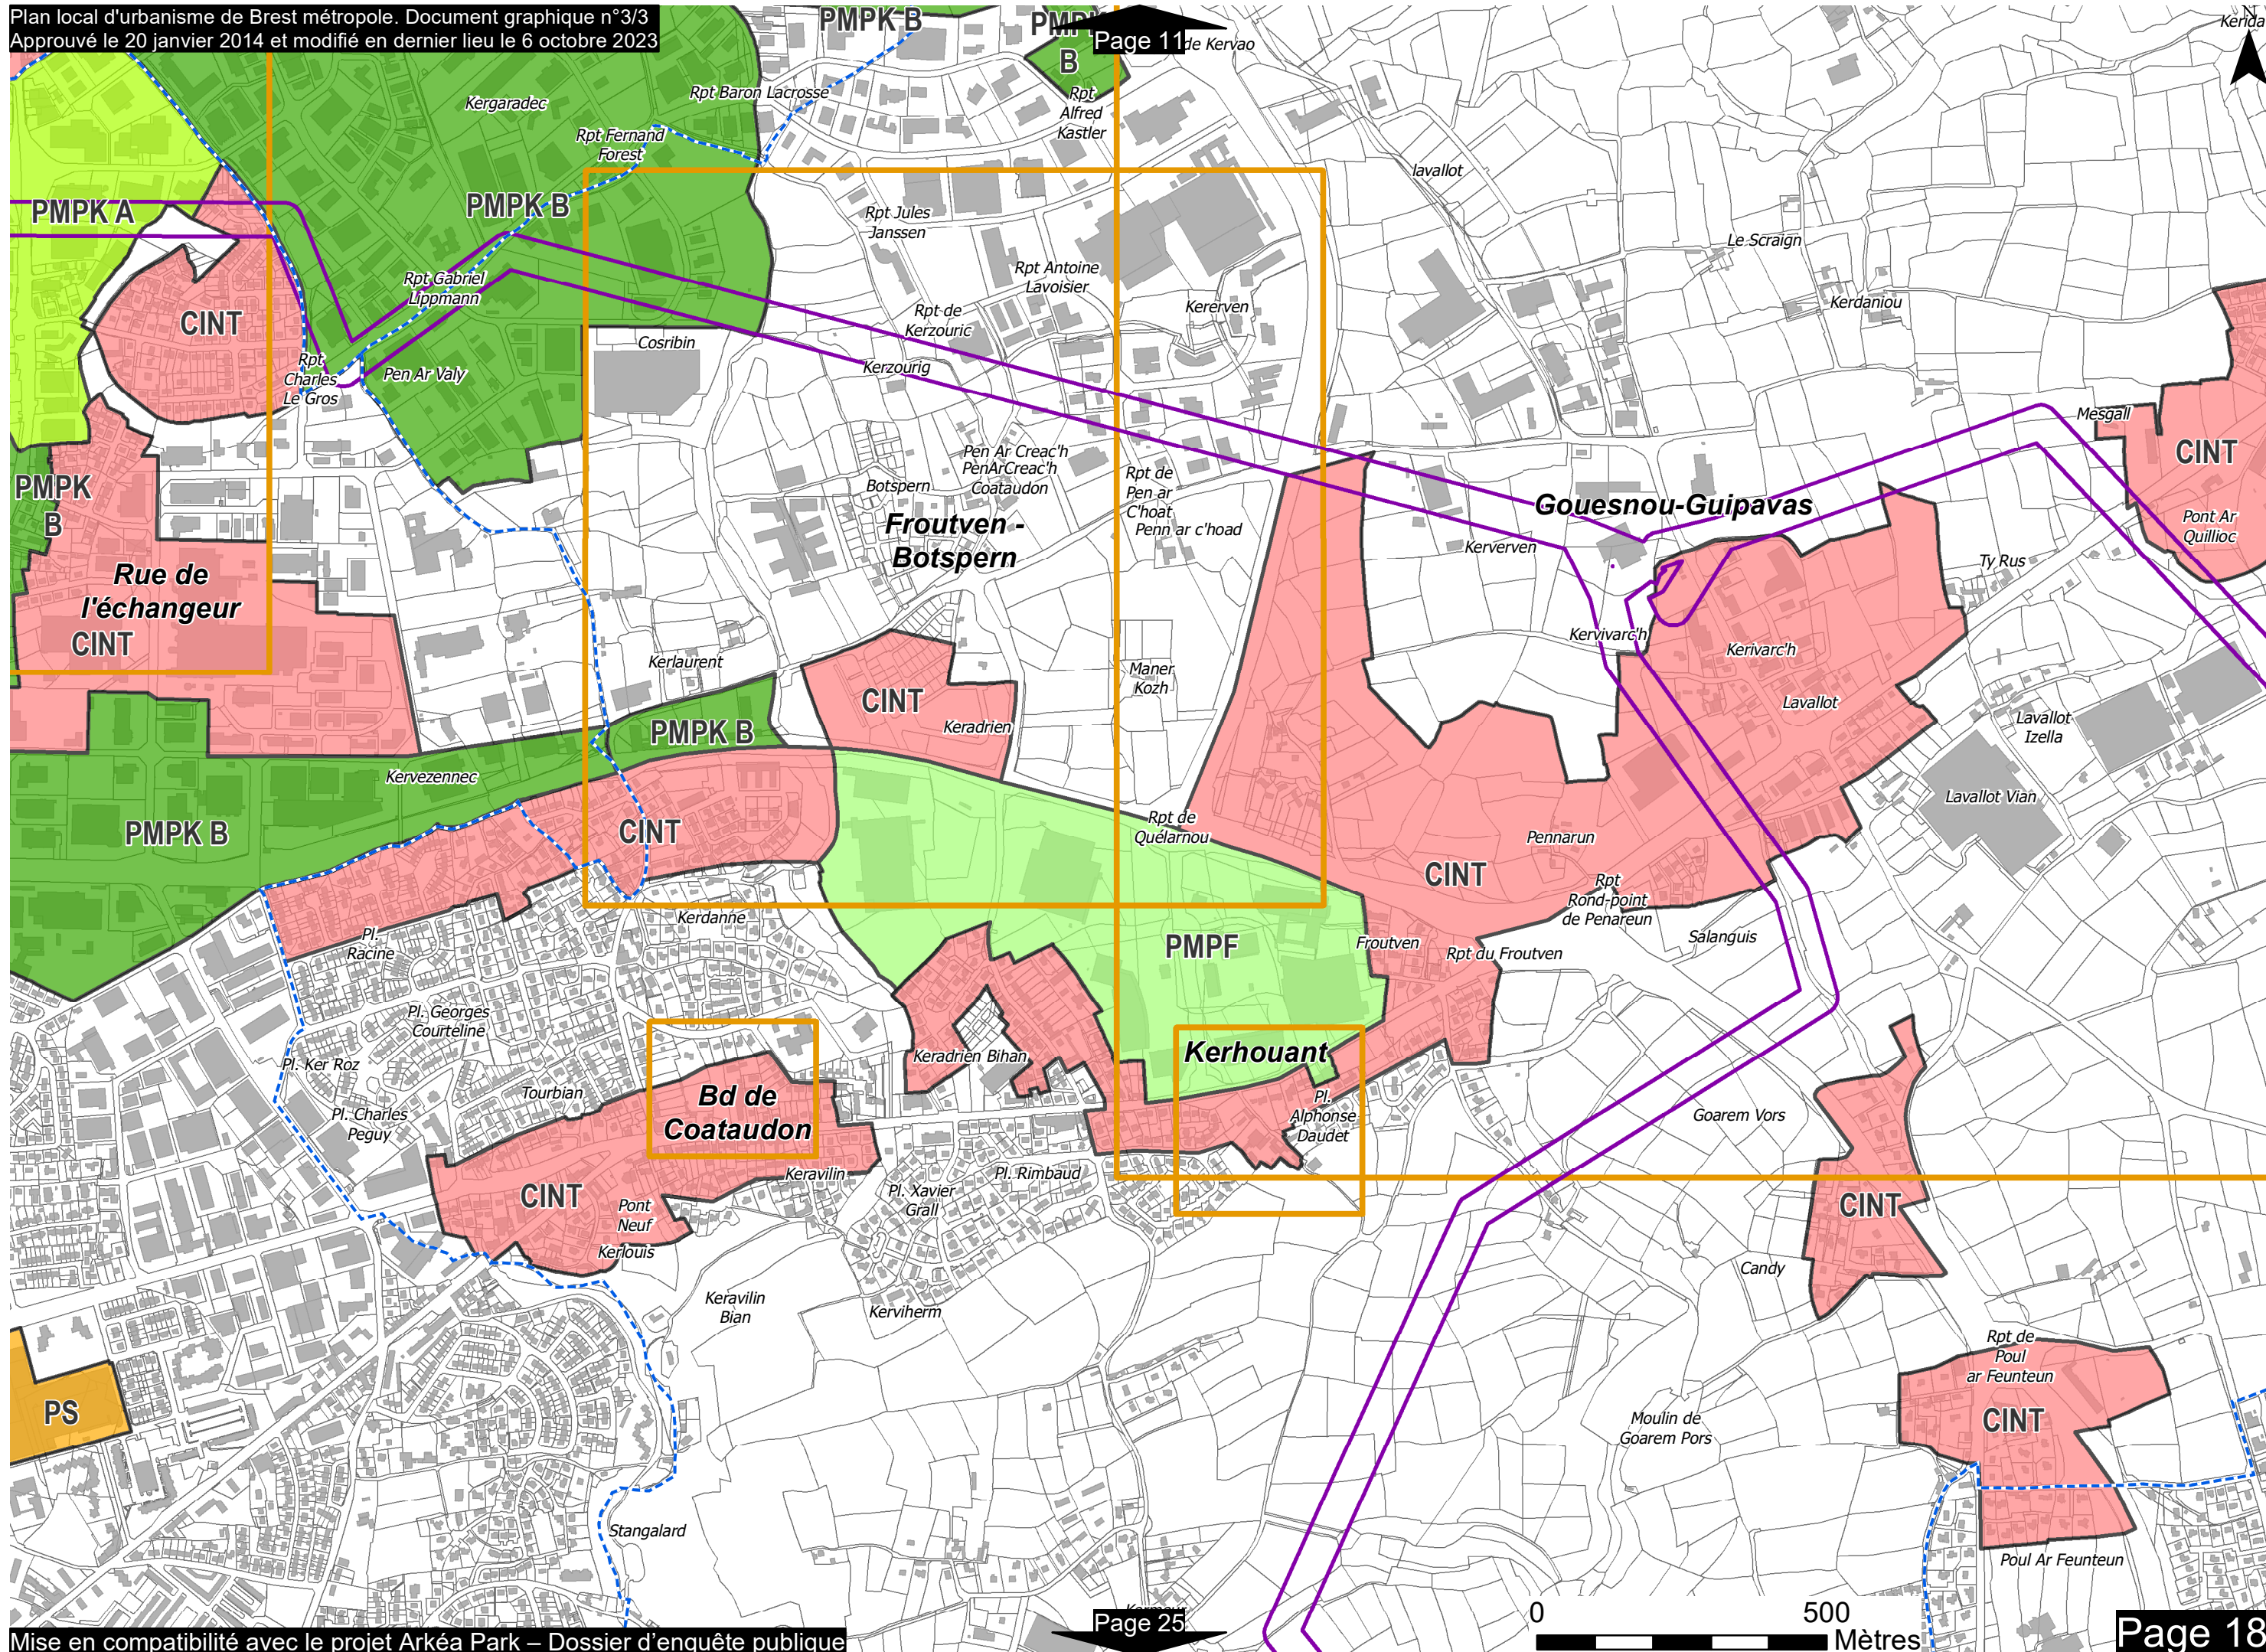 Plan local d'urbanisme de Brest métropole. Document graphique n°3/3
Approuvé le 20 janvier 2014 et modifié en dernier lieu le 6 octobre 2023
PMPK B
PMPK
B
Page 11
de Kervao
N
Kergaradec
Rpt Baron Lacrosse
Rpt
Alfred
Kastler
Rpt Fernand
Forest
lavallot
PMPK A
PMPK B
Rpt Jules
Janssen
Le Scraign
Rpt Gabriel
Lippmann
Rpt Antoine
Lavoisier
Kererven
Kerdaniou
CINT
Rpt de
Kerzouric
Cosribin
Kerzourig
Rpt
Charles
Le Gros
Pen Ar Valy
Mesgall
CINT
Pen Ar Creac'h
PenArCreac'h
Coataudon
Botspern
Rpt de
Pen ar
C'hoat
Penn ar c'hoad
PMPK
B
Froutven -
Botspern
Gouesnou-Guipavas
Kerverven
Pont Ar
Quillioc
Ty Rus
Rue de
l'échangeur
CINT
Kervivarc'h
Kerivarc'h
Kerlaurent
Maner
Kozh
CINT
Keradrien
Lavallot
Lavallot
Izella
PMPK B
Kervezennec
Lavallot Vian
PMPK B
CINT
Rpt de
Quélarnou
Pennarun
CINT
Rpt
Rond-point
de Penareun
Kerdanne
Pl.
Racine
PMPF
Froutven
Rpt du Froutven
Salanguis
Pl. Georges
Courteline
Pl. Ker Roz
Keradrien Bihan
Kerhouant
Tourbian
Bd de
Coataudon
Pl. Charles
Peguy
Pl.
Alphonse
Daudet
Goarem Vors
Keravilin
Pl. Rimbaud
Pl. Xavier
Grall
CINT
Pont
Neuf
Kerlouis
CINT
Candy
Keravilin
Bian
Kerviherm
Rpt de
Poul
ar Feunteun
PS
Moulin de
Goarem Pors
CINT
Stangalard
Poul Ar Feunteun
Page 25
0 500
Mètres
Page 18
Mise en compatibilité avec le projet Arkéa Park – Dossier d'enquête publique